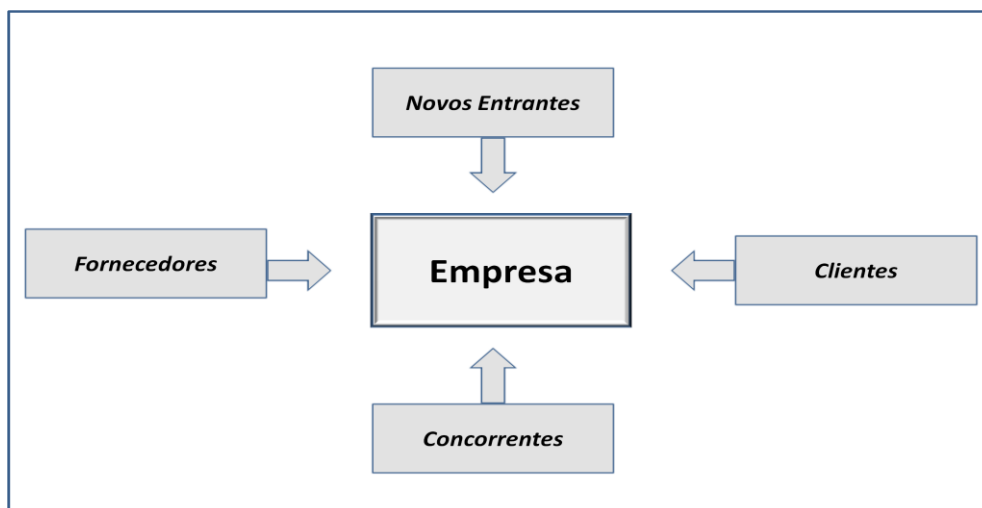 Novos Entrantes
Fornecedores
Empresa
Clientes
Concorrentes